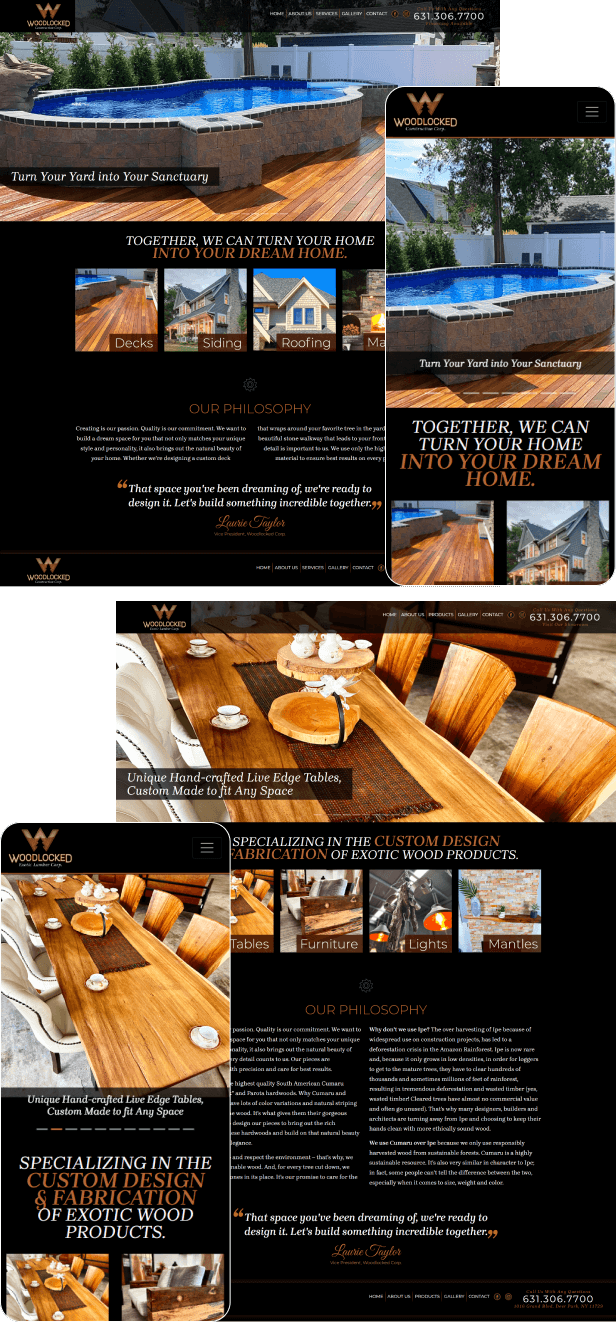 WOODLOCKED
Construction Corp.
HOME ABOUT US SERVICES GALLERY CONTACT
Call Us With Any Questions
631.306.7700
Turn Your Yard into Your Sanctuary
TOGETHER, WE CAN TURN YOUR HOME
INTO YOUR DREAM HOME.
Decks
Siding
Roofing
Ma
OUR PHILOSOPHY
Creating is our passion. Quality is our commitment. We want to
build a dream space for you that not only matches your unique
style and personality, it also brings out the natural beauty of
your home. Whether we're designing a custom deck
that wraps around your favorite tree in the yard
beautiful stone walkway that leads to your front
detail is important to us. We use only the high
material to ensure best results on every p
“That space you've been dreaming of, we're ready to
design it. Let's build something incredible together.”
Laurie Taylor
Vice President, Woodlocked Corp.
WOODLOCKED
Construction Corp.
HOME ABOUT US SERVICES GALLERY CONTACT
WOODLOCKED
Construction Corp.
Turn Your Yard into Your Sanctuary
TOGETHER, WE CAN
TURN YOUR HOME
INTO YOUR DREAM
HOME.
WOODLOCKED
Exotic Lumber Corp.
HOME ABOUT US PRODUCTS GALLERY CONTACT
Call Us With Any Questions
631.306.7700
Visit Our Showroom
Unique Hand-crafted Live Edge Tables,
Custom Made to fit Any Space
SPECIALIZING IN THE CUSTOM DESIGN
FABRICATION OF EXOTIC WOOD PRODUCTS.
Tables
Furniture
Lights
Mantles
OUR PHILOSOPHY
passion. Quality is our commitment. We want to
space for you that not only matches your unique
nality, it also brings out the natural beauty of
ry detail counts to us. Our pieces are
th precision and care for best results.
e highest quality South American Cumaru
" and Parota hardwoods. Why Cumaru and
ave lots of color variations and natural striping
e wood. It's what gives them their gorgeous
design our pieces to bring out the rich
ose hardwoods and build on that natural beauty
legance.
and respect the environment – that's why, we
nable wood. And, for every tree cut down, we
ones in its place. It's our promise to care for the
Why don't we use Ipe? The over harvesting of Ipe because of
widespread use on construction projects, has led to a
deforestation crisis in the Amazon Rainforest. Ipe is now rare
and, because it only grows in low densities, in order for loggers
to get to the mature trees, they have to clear hundreds of
thousands and sometimes millions of feet of rainforest,
resulting in tremendous deforestation and wasted timber (yes,
wasted timber! Cleared trees have almost no commercial value
and often go unused). That's why many designers, builders and
architects are turning away from Ipe and choosing to keep their
hands clean with more ethically sound wood.
We use Cumaru over Ipe because we only use responsibly
harvested wood from sustainable forests. Cumaru is a highly
sustainable resource. It's also very similar in character to Ipe;
in fact, some people can't tell the difference between the two,
especially when it comes to size, weight and color.
“That space you've been dreaming of, we're ready to
design it. Let's build something incredible together.”
Laurie Taylor
Vice President, Woodlocked Corp.
HOME ABOUT US PRODUCTS GALLERY CONTACT
Call Us With Any Questions
631.306.7700
WOODLOCKED
Exotic Lumber Corp.
Unique Hand-crafted Live Edge Tables,
Custom Made to fit Any Space
SPECIALIZING IN THE
CUSTOM DESIGN
& FABRICATION
OF EXOTIC WOOD
PRODUCTS.